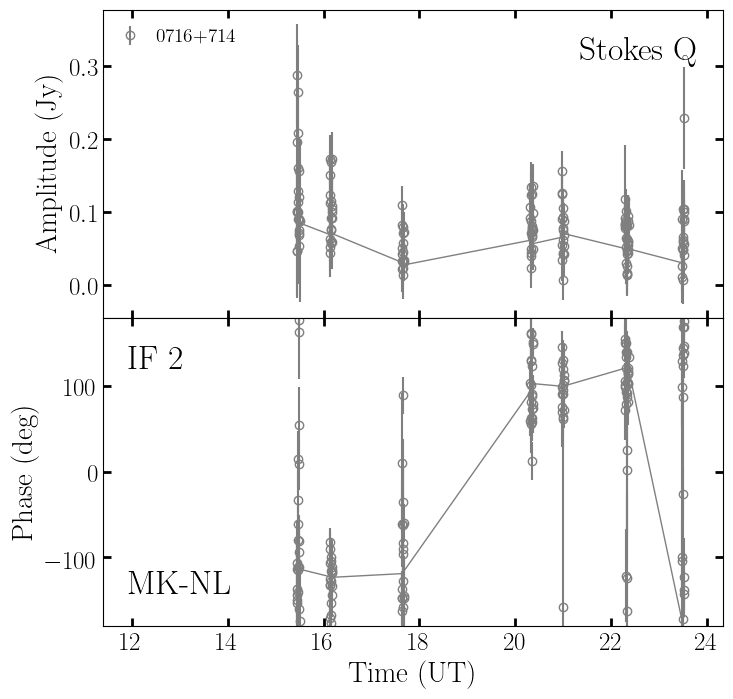 0716+714
Stokes Q
Amplitude (Jy)
0.3
0.2
0.1
0.0
IF 2
MK-NL
Phase (deg)
100
0
−100
12 14 16 18 20 22 24
Time (UT)